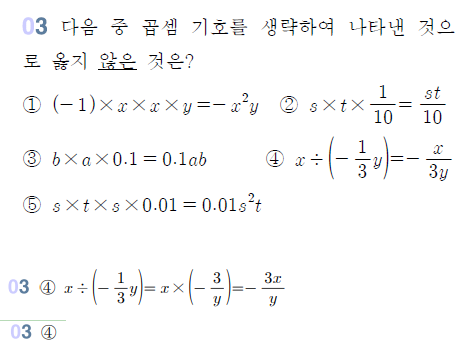 03 다음 중 곱셈 기호를 생략하여 나타낸 것으
로 옳지 않은 것은?
① (−1)×x×x×y=−x²y ② s×t×1/10=st/10
③ b×a×0.1=0.1ab ④ x÷(−1/3y)=−x/3y
⑤ s×t×s×0.01=0.01s²t
03 ④ x÷(−1/3y)=x×(−3/y)=−3x/y
03 ④